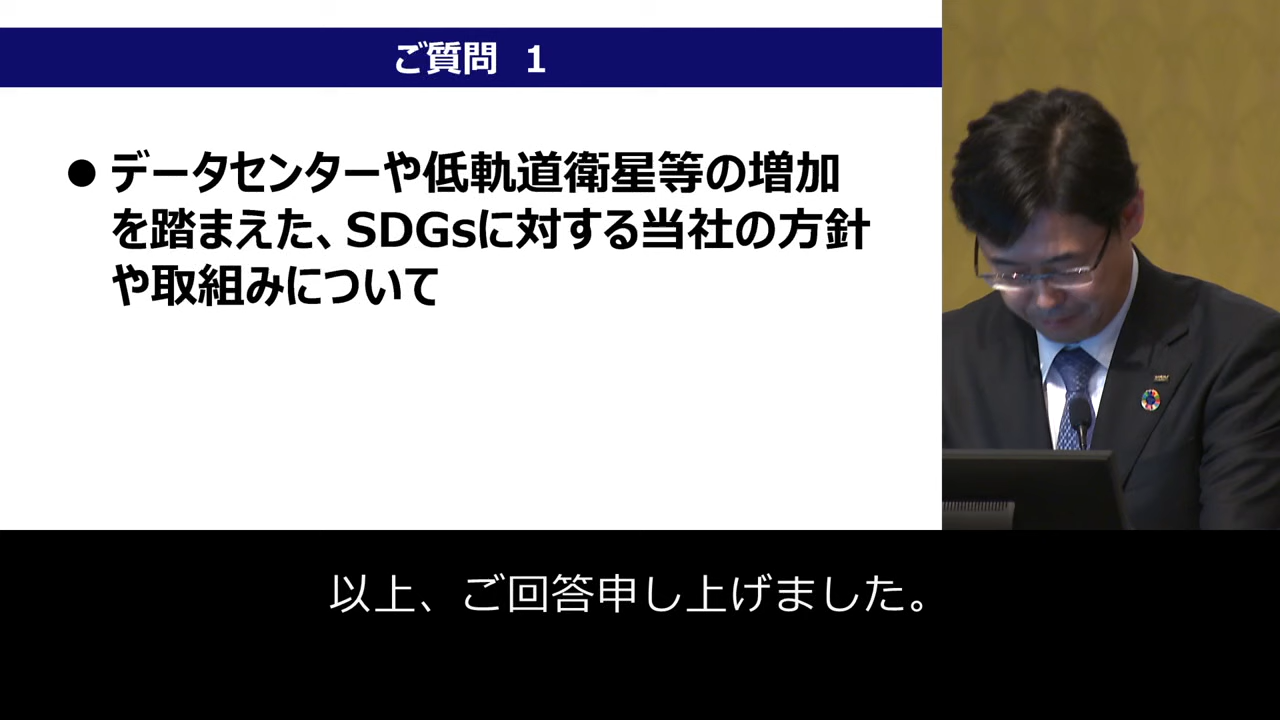 ご質問 1
● データセンターや低軌道衛星等の増加
を踏まえた、SDGsに対する当社の方針
や取組みについて
以上、ご回答申し上げました。